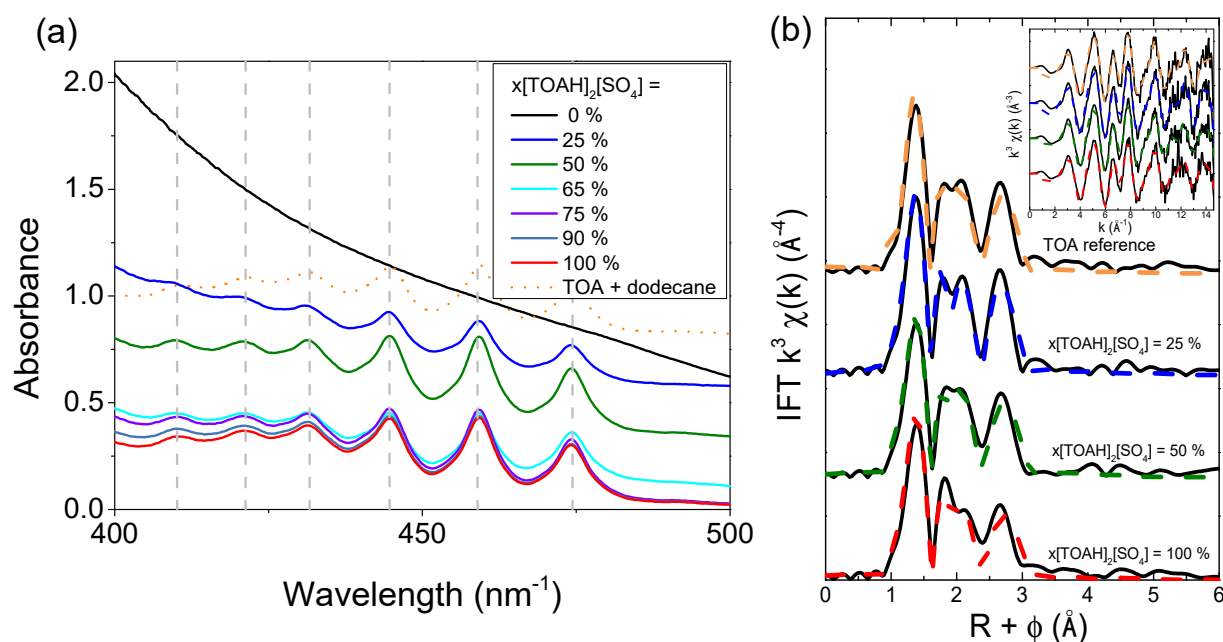 (a)
2.0
1.5
1.0
0.5
0.0
400
450
500
Absorbance
Wavelength (nm⁻¹)
x[TOAH]₂[SO₄] =
0 %
25 %
50 %
65 %
75 %
90 %
100 %
TOA + dodecane
(b)
IFT k³ χ(k) (Å⁻⁴)
k³ χ(k) (Å⁻³)
0 2 4 6 8 10 12 14
k (Å⁻¹)
TOA reference
x[TOAH]₂[SO₄] = 25 %
x[TOAH]₂[SO₄] = 50 %
x[TOAH]₂[SO₄] = 100 %
0 1 2 3 4 5 6
R + ϕ (Å)